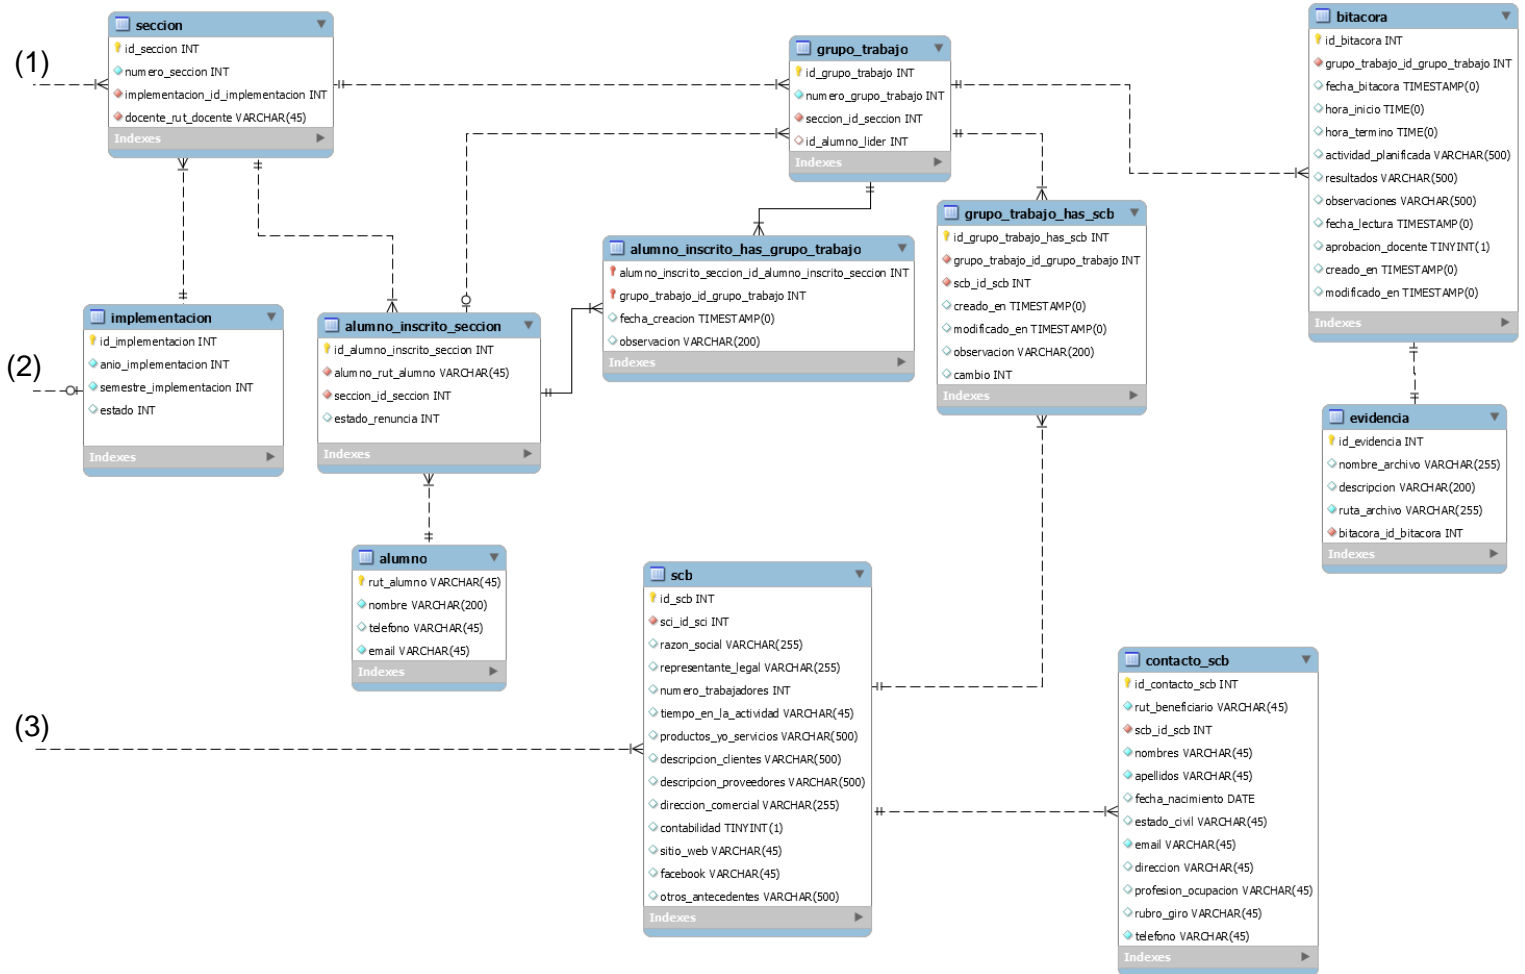 (1)
(2)
(3)
seccion
id_seccion INT
numero_seccion INT
implementacion_id_implementacion INT
docente_rut_docente VARCHAR(45)
Indexes
grupo_trabajo
id_grupo_trabajo INT
numero_grupo_trabajo INT
seccion_id_seccion INT
id_alumno_lider INT
Indexes
bitacora
id_bitacora INT
grupo_trabajo_id_grupo_trabajo INT
fecha_bitacora TIMESTAMP(0)
hora_inicio TIME(0)
hora_termino TIME(0)
actividad_planificada VARCHAR(500)
resultados VARCHAR(500)
observaciones VARCHAR(500)
fecha_lectura TIMESTAMP(0)
aprobacion_docente TINYINT(1)
creado_en TIMESTAMP(0)
modificado_en TIMESTAMP(0)
Indexes
grupo_trabajo_has_scb
id_grupo_trabajo_has_scb INT
grupo_trabajo_id_grupo_trabajo INT
scb_id_scb INT
creado_en TIMESTAMP(0)
modificado_en TIMESTAMP(0)
observacion VARCHAR(200)
cambio INT
Indexes
alumno_inscrito_has_grupo_trabajo
alumno_inscrito_seccion_id_alumno_inscrito_seccion INT
grupo_trabajo_id_grupo_trabajo INT
fecha_creacion TIMESTAMP(0)
observacion VARCHAR(200)
Indexes
implementacion
id_implementacion INT
anio_implementacion INT
semestre_implementacion INT
estado INT
Indexes
alumno_inscrito_seccion
id_alumno_inscrito_seccion INT
alumno_rut_alumno VARCHAR(45)
seccion_id_seccion INT
estado_renuncia INT
Indexes
evidencia
id_evidencia INT
nombre_archivo VARCHAR(255)
descripcion VARCHAR(200)
ruta_archivo VARCHAR(255)
bitacora_id_bitacora INT
Indexes
alumno
rut_alumno VARCHAR(45)
nombre VARCHAR(200)
telefono VARCHAR(45)
email VARCHAR(45)
Indexes
scb
id_scb INT
sci_id_sci INT
razon_social VARCHAR(255)
representante_legal VARCHAR(255)
numero_trabajadores INT
tiempo_en_la_actividad VARCHAR(45)
productos_yo_servicios VARCHAR(500)
descripcion_clientes VARCHAR(500)
descripcion_proveedores VARCHAR(500)
direccion_comercial VARCHAR(255)
contabilidad TINYINT(1)
sitio_web VARCHAR(45)
facebook VARCHAR(45)
otros_antecedentes VARCHAR(500)
Indexes
contacto_scb
id_contacto_scb INT
rut_beneficiario VARCHAR(45)
scb_id_scb INT
nombres VARCHAR(45)
apellidos VARCHAR(45)
fecha_nacimiento DATE
estado_civil VARCHAR(45)
email VARCHAR(45)
direccion VARCHAR(45)
profesion_ocupacion VARCHAR(45)
rubro_giro VARCHAR(45)
telefono VARCHAR(45)
Indexes